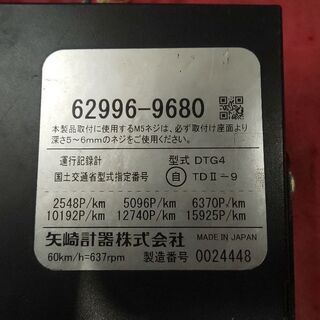 62996-9680
本製品取付に使用するM5ネジは、必ず取付け座面より
深さ5～6mmのネジをご使用ください。
運行記録計 型式 DTG4
国土交通省型式指定番号 自 TDⅡ-9
2548P/km 5096P/km 6370P/km
10192P/km 12740P/km 15925P/km
矢崎計器株式会社 MADE IN JAPAN
60km/h=637rpm 製造番号 0024448